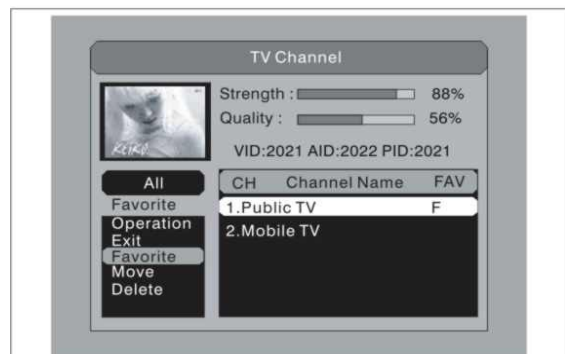 TV Channel
Strength : 88%
Quality : 56%
KEIKO
VID:2021 AID:2022 PID:2021
All
Favorite
Operation
Exit
Favorite
Move
Delete
CH Channel Name FAV
1.Public TV F
2.Mobile TV